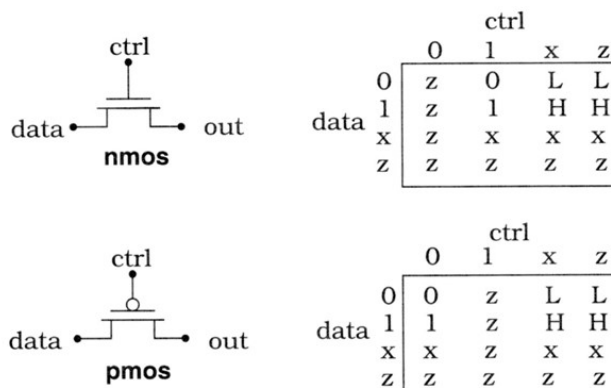 ctrl
data out
nmos
ctrl
0 1 x z
0 z 0 L L
1 z 1 H H
data
x z x x x
z z z z z
ctrl
data out
pmos
ctrl
0 1 x z
0 0 z L L
1 1 z H H
data
x x z x x
z z z z z